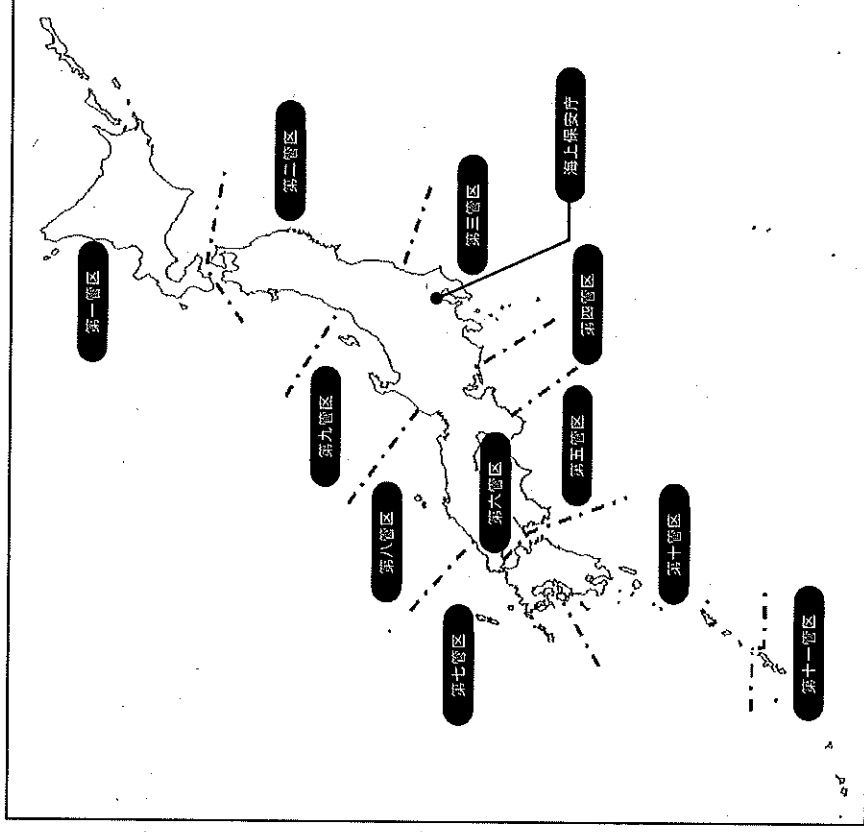 第一管区
第二管区
第三管区
海上保安庁
第四管区
第五管区
第六管区
第七管区
第八管区
第九管区
第十管区
第十一管区